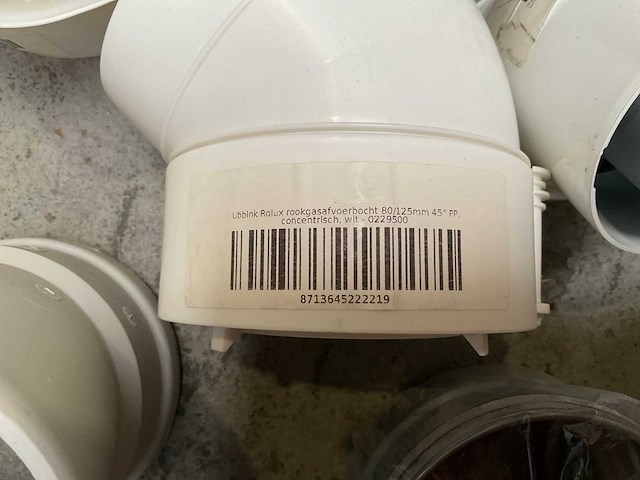 Ubbink Rolux rookgasafvoerbocht 80/125mm 45° PP,
concentrisch, wit - 0229500
8713645222219